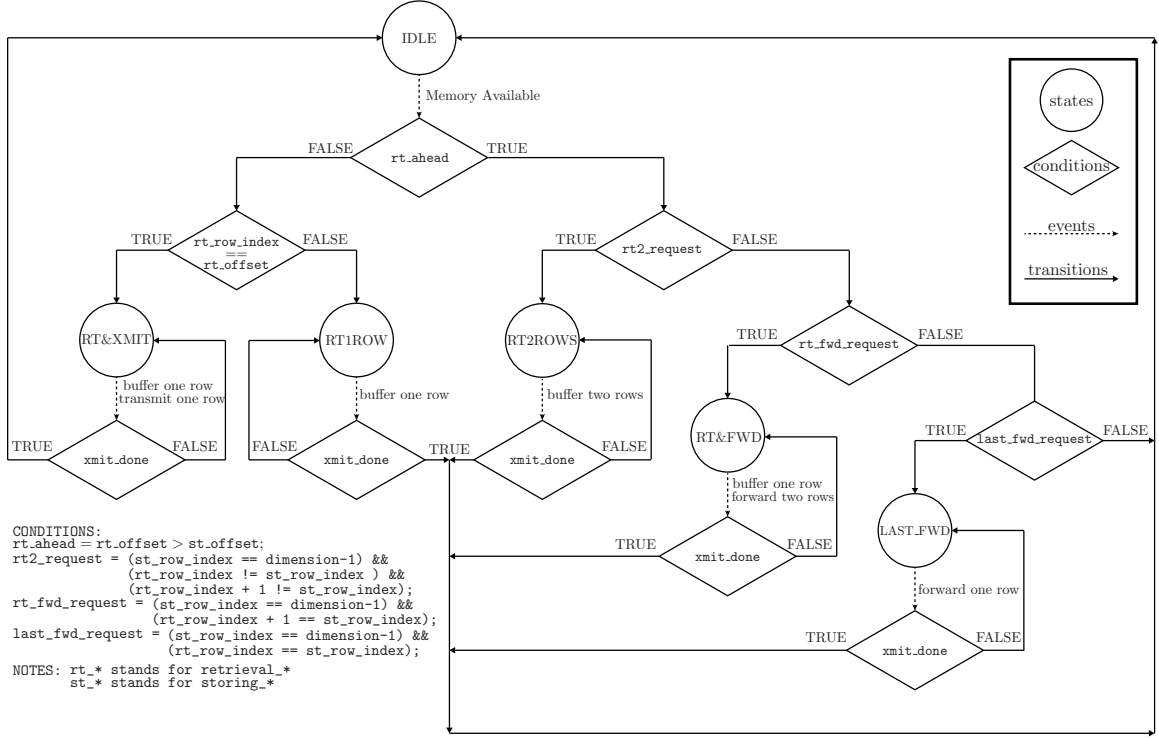 IDLE
Memory Available
states
FALSE
rt_ahead
TRUE
conditions
TRUE
rt_row_index
==
rt_offset
FALSE
TRUE
rt2_request
FALSE
events
transitions
RT&XMIT
RT1ROW
RT2ROWS
TRUE
rt_fwd_request
FALSE
buffer one row
transmit one row
buffer one row
buffer two rows
RT&FWD
TRUE
last_fwd_request
FALSE
TRUE
xmit_done
FALSE
FALSE
xmit_done
TRUE
xmit_done
FALSE
buffer one row
forward two rows
LAST_FWD
TRUE
xmit_done
FALSE
forward one row
TRUE
xmit_done
FALSE
CONDITIONS:
rt_ahead = rt_offset > st_offset;
rt2_request = (st_row_index == dimension-1) &&
(rt_row_index != st_row_index ) &&
(rt_row_index + 1 != st_row_index);
rt_fwd_request = (st_row_index == dimension-1) &&
(rt_row_index + 1 == st_row_index);
last_fwd_request = (st_row_index == dimension-1) &&
(rt_row_index == st_row_index);
NOTES: rt_* stands for retrieval_*
st_* stands for storing_*